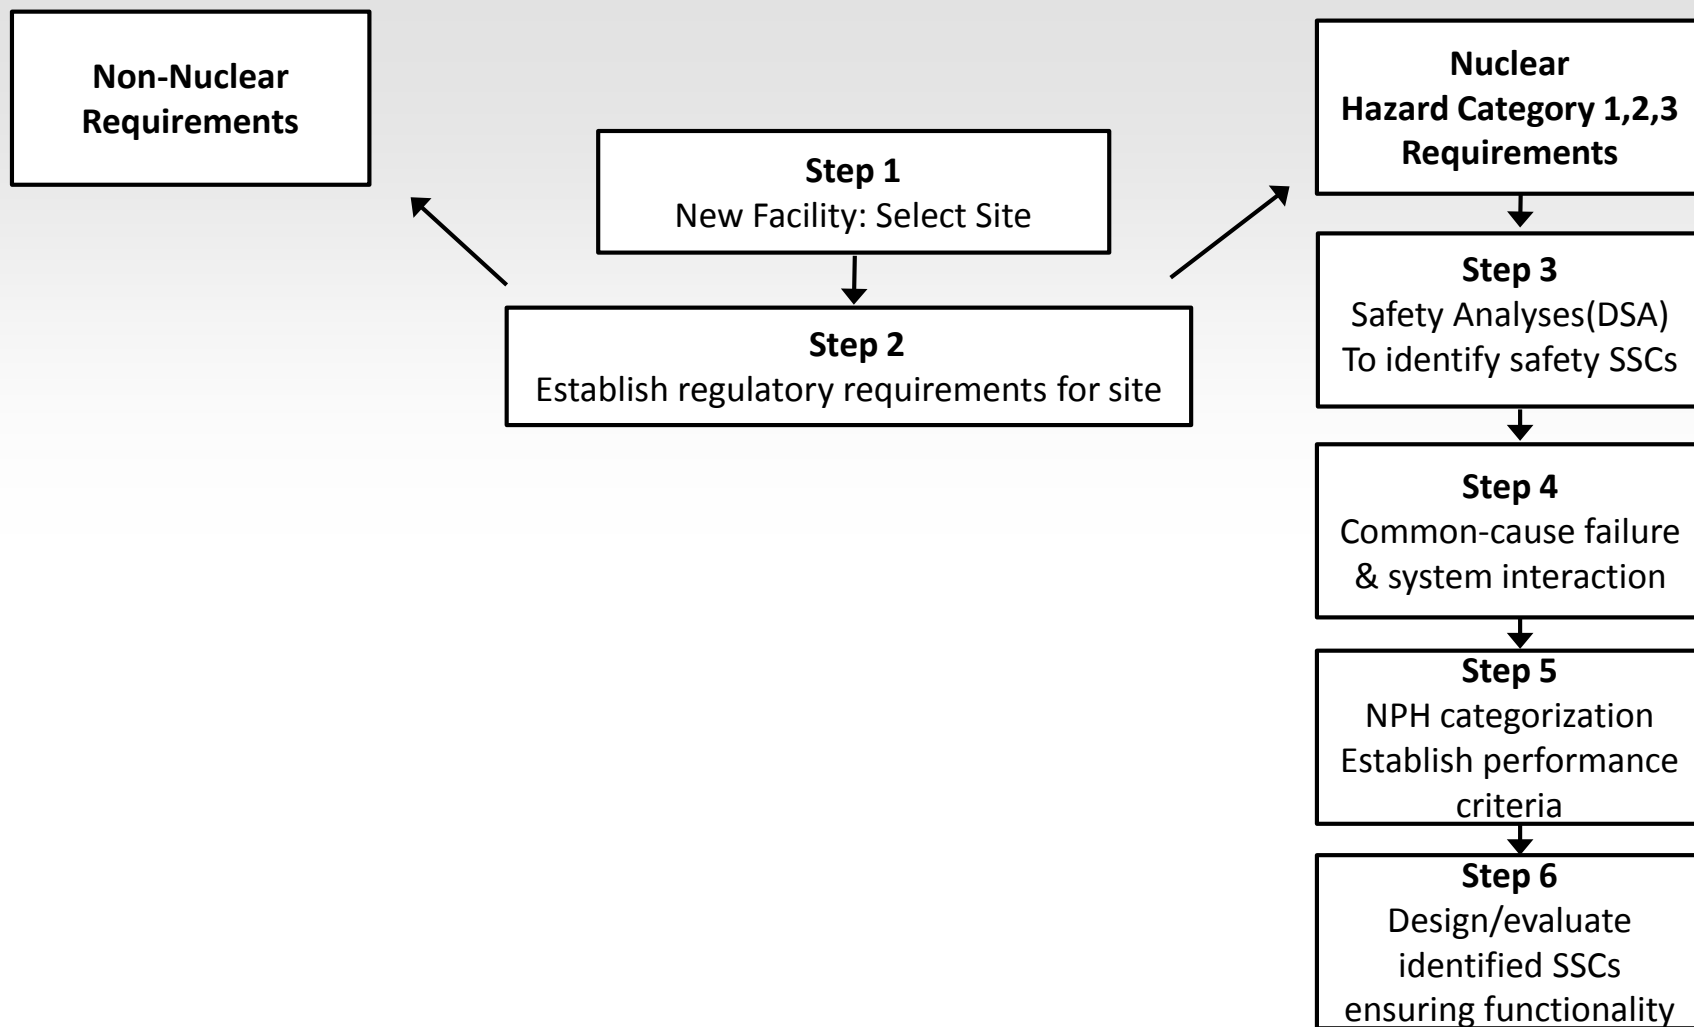 Non-Nuclear
Requirements
Step 1
New Facility: Select Site
Step 2
Establish regulatory requirements for site
Nuclear
Hazard Category 1,2,3
Requirements
Step 3
Safety Analyses(DSA)
To identify safety SSCs
Step 4
Common-cause failure
& system interaction
Step 5
NPH categorization
Establish performance
criteria
Step 6
Design/evaluate
identified SSCs
ensuring functionality